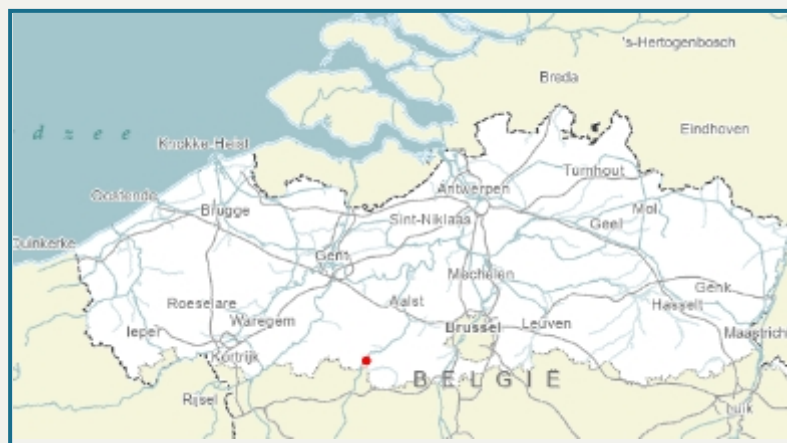 's-Hertogenbosch
Breda
d z e e
Eindhoven
Knokke-Heist
Turnhout
Antwerpen
Oostende
Mol
Brugge
Sint-Niklaas
Geel
Duinkerke
Gent
Mechelen
Genk
Roeselare
Aalst
Hasselt
Waregem
Brussel
Leuven
Ieper
Maastrich
Kortrijk
BELGIË
Rijsel
Luik